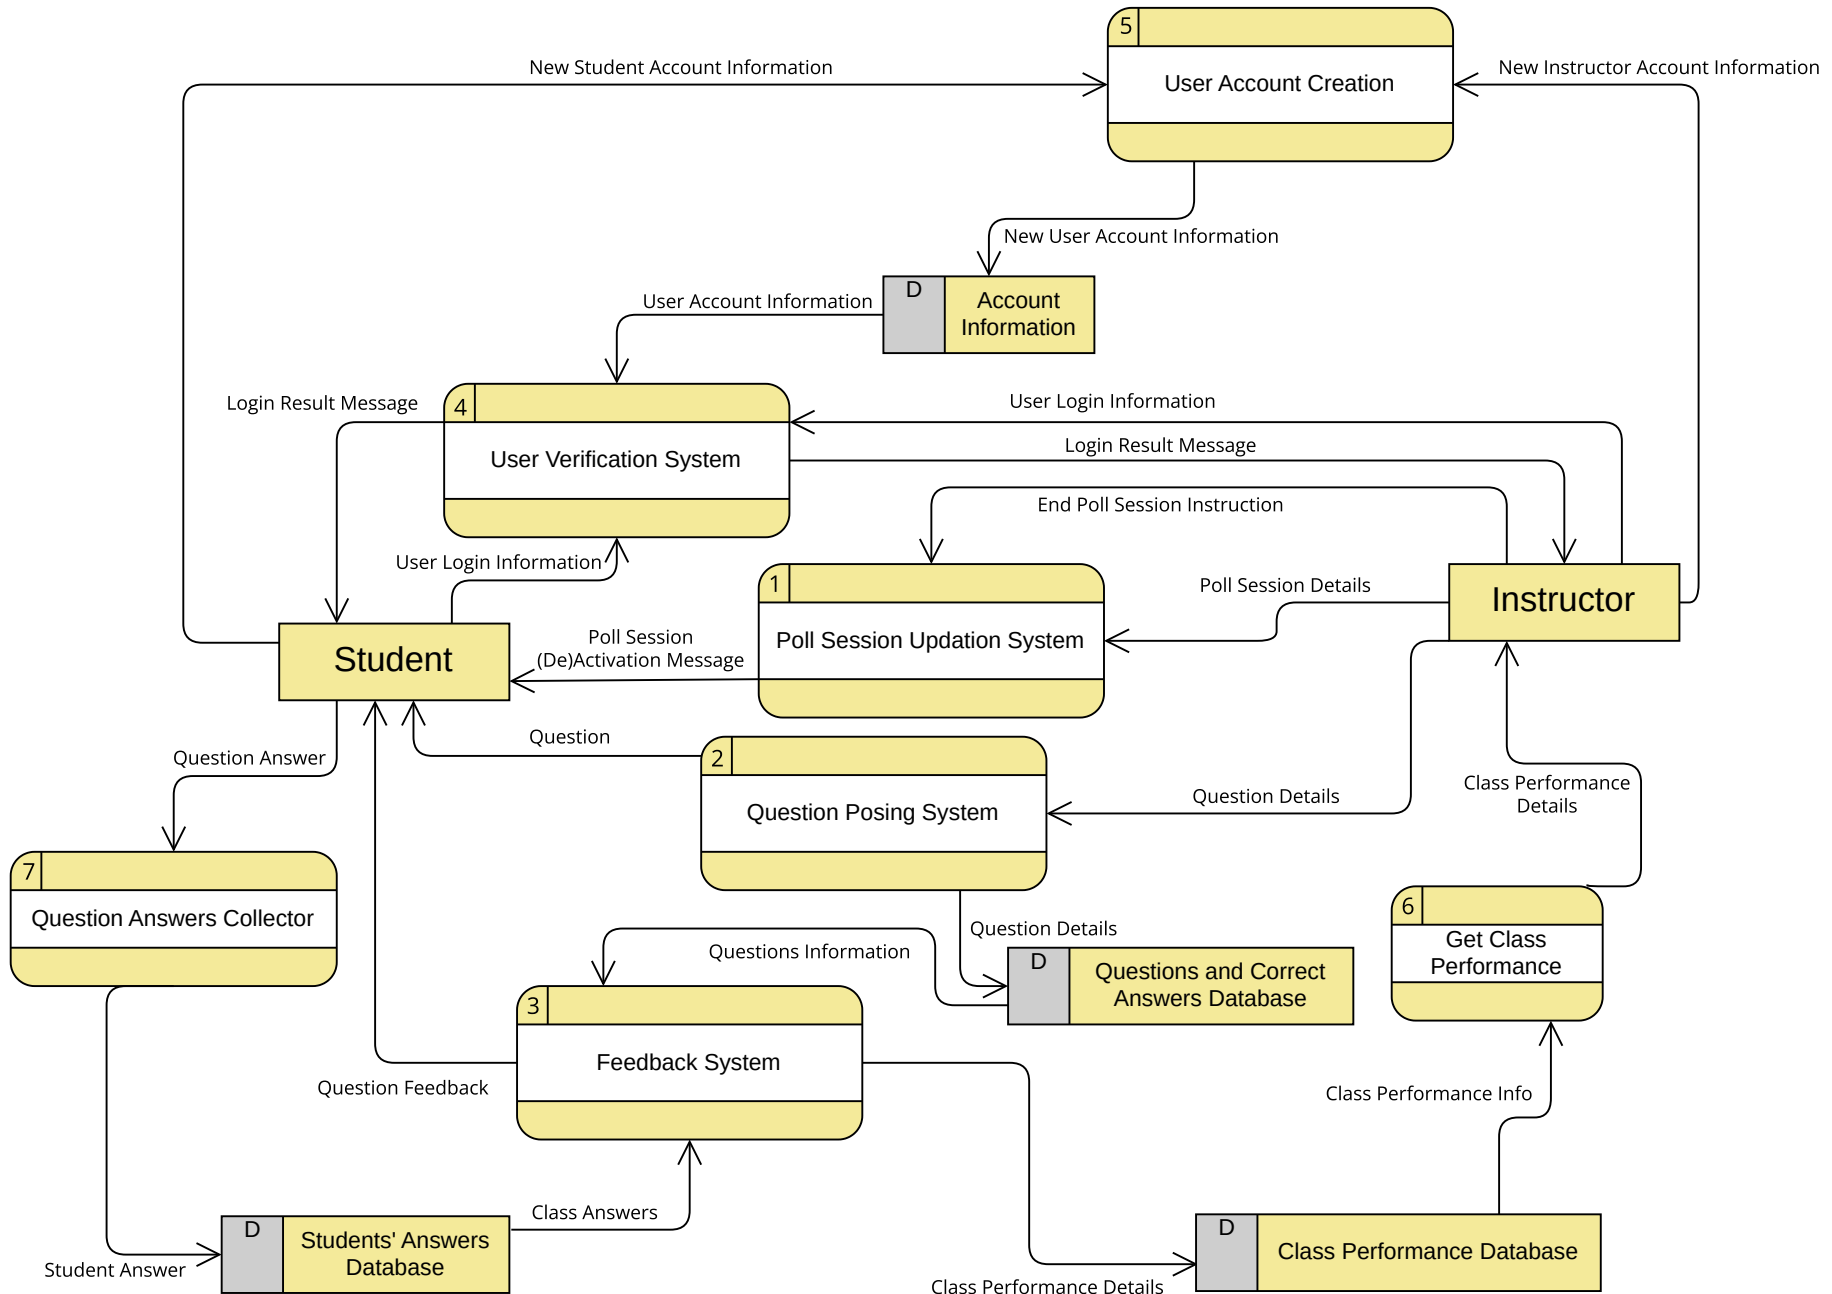 5
New Student Account Information
New Instructor Account Information
User Account Creation
New User Account Information
D
Account
Information
User Account Information
Login Result Message
4
User Login Information
Login Result Message
User Verification System
End Poll Session Instruction
User Login Information
1
Poll Session Details
Instructor
Student
Poll Session
(De)Activation Message
Poll Session Updation System
Question
2
Question Answer
Question Details
Class Performance
Details
Question Posing System
7
Question Answers Collector
6
Get Class
Performance
Question Details
Questions Information
D
Questions and Correct
Answers Database
3
Feedback System
Question Feedback
Class Performance Info
Class Answers
D
Students' Answers
Database
Student Answer
D
Class Performance Database
Class Performance Details